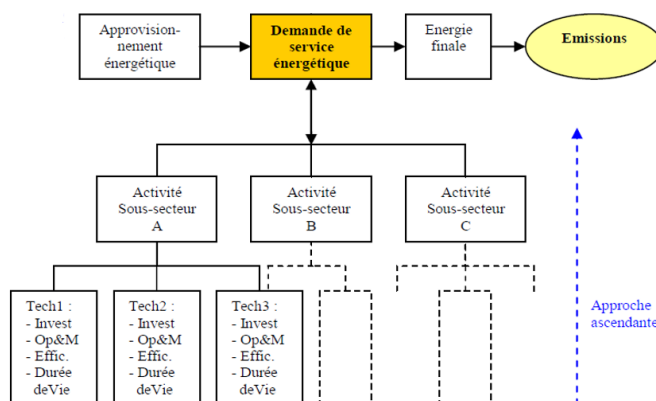 Approvision-
nement
énergétique
Demande de
service
énergétique
Energie
finale
Emissions
Activité
Sous-secteur
A
Activité
Sous-secteur
B
Activité
Sous-secteur
C
Tech1 :
- Invest
- Op&M
- Effic.
- Durée
deVie
Tech2 :
- Invest
- Op&M
- Effic.
- Durée
deVie
Tech3 :
- Invest
- Op&M
- Effic.
- Durée
deVie
Approche
ascendante